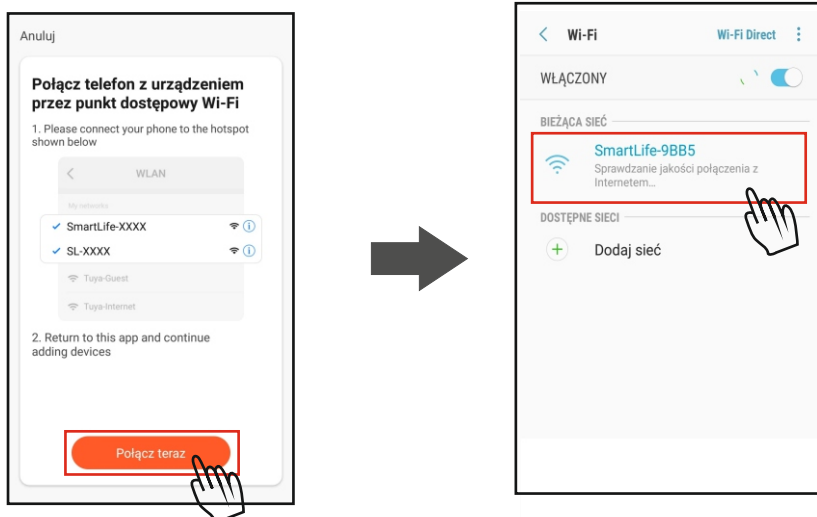 Anuluj
Połącz telefon z urządzeniem
przez punkt dostępowy Wi-Fi
1. Please connect your phone to the hotspot
shown below
WLAN
My networks
SmartLife-XXXX
SL-XXXX
Tuya-Guest
Tuya-Internet
2. Return to this app and continue
adding devices
Połącz teraz
Wi-Fi
Wi-Fi Direct
WŁĄCZONY
BIEŻĄCA SIEĆ
SmartLife-9BB5
Sprawdzanie jakości połączenia z
Internetem...
DOSTĘPNE SIECI
Dodaj sieć